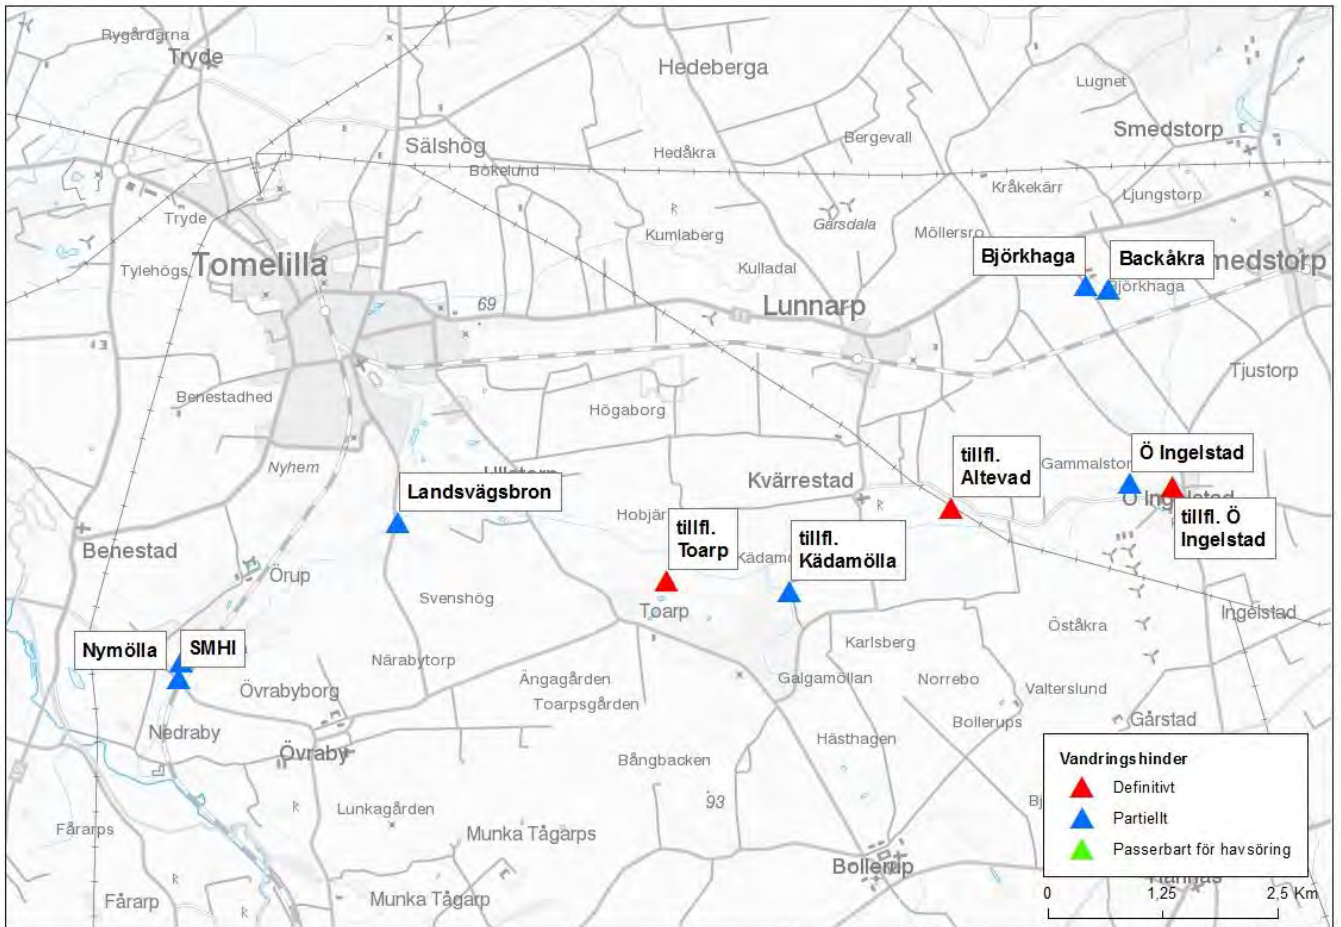 Rygårdarna
Tryde
Hedeberga
Lugnet
Smedstorp
Bergevall
Sälshög
Hedåkra
Bökelund
Kråkekärr
Ljungstorp
Tryde
Gärsdala
Kumlaberg
Möllersro
Björkhaga
Backåkra
medstorp
Tylehögs
Tomelilla
Kulladal
Björkhaga
69
Lunnarp
Tjustorp
Benestadhed
Högaborg
Nyhem
tillfl.
Altevad
Gammalstor
Ö Ingelstad
Kvärrestad
Landsvägsbron
tillfl. Ö
Ingelstad
Hobjär
tillfl.
Toarp
tillfl.
Kädamölla
Benestad
Örup
Svenshög
Toarp
Ingelstad
Öståkra
Karlsberg
Nymölla
SMHI
Närabytorp
Ängagården
Galgamöllan
Norrebo
Valterslund
Övrabyborg
Toarpsgården
Bollerups
Gårstad
Nedraby
Övraby
Hästhagen
Bångbacken
Vandringshinder
Definitivt
Partiellt
Passerbart för havsöring
93
Lunkagården
Munka Tågarps
Fårarps
Bollerup
Fårarp
Munka Tågarp
0 1,25 2,5 Km